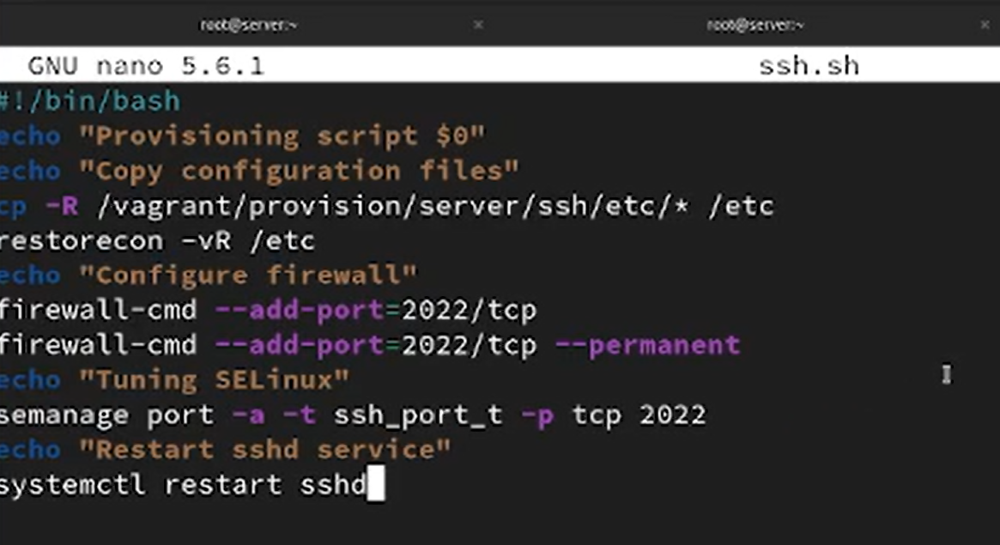 root@server:~ × root@server:~ ×
GNU nano 5.6.1 ssh.sh
#!/bin/bash
echo "Provisioning script $0"
echo "Copy configuration files"
cp -R /vagrant/provision/server/ssh/etc/* /etc
restorecon -vR /etc
echo "Configure firewall"
firewall-cmd --add-port=2022/tcp
firewall-cmd --add-port=2022/tcp --permanent
echo "Tuning SELinux"
semanage port -a -t ssh_port_t -p tcp 2022
echo "Restart sshd service"
systemctl restart sshd